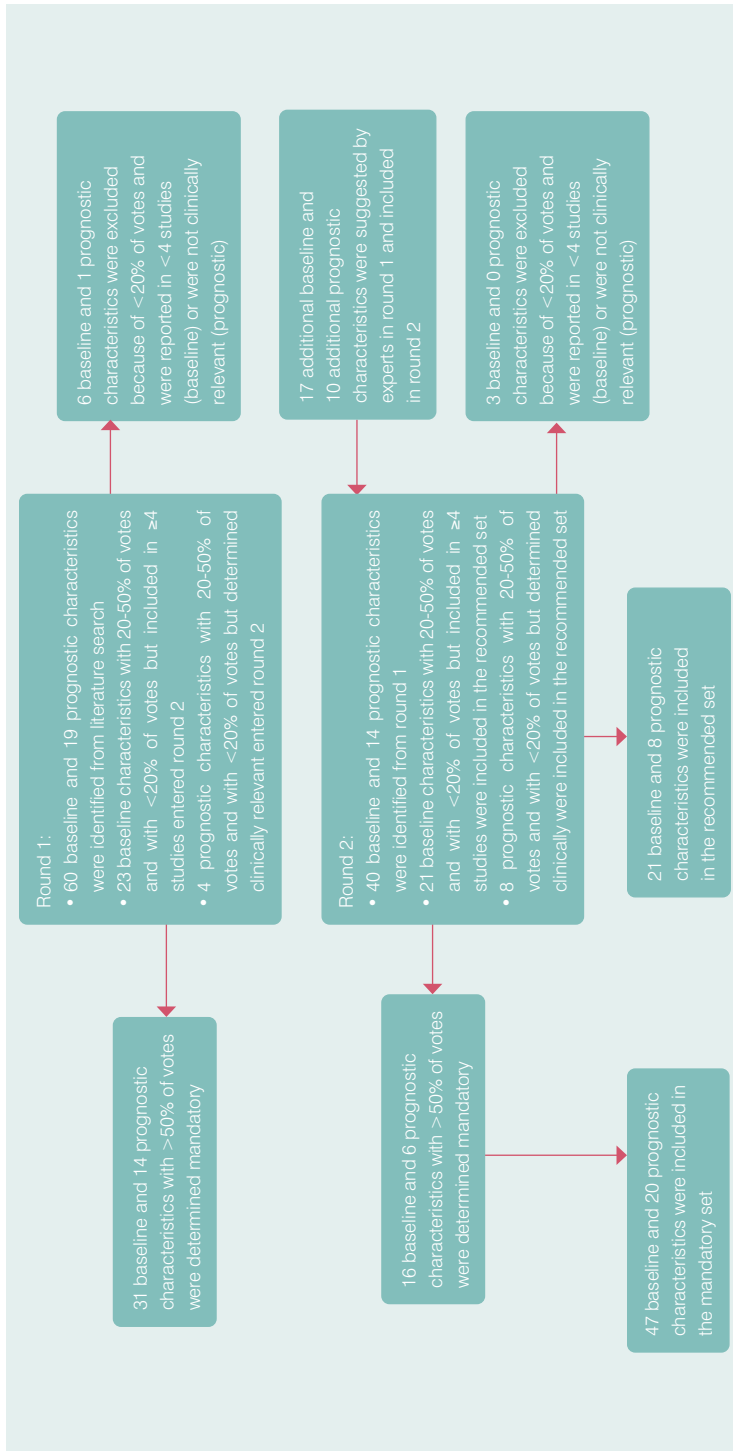 Round 1:
• 60 baseline and 19 prognostic characteristics
were identified from literature search
• 23 baseline characteristics with 20-50% of votes
and with <20% of votes but included in ≥4
studies entered round 2
• 4 prognostic characteristics with 20-50% of
votes and with <20% of votes but determined
clinically relevant entered round 2
31 baseline and 14 prognostic
characteristics with >50% of votes
were determined mandatory
6 baseline and 1 prognostic
characteristics were excluded
because of <20% of votes and
were reported in <4 studies
(baseline) or were not clinically
relevant (prognostic)
17 additional baseline and
10 additional prognostic
characteristics were suggested by
experts in round 1 and included
in round 2
Round 2:
• 40 baseline and 14 prognostic characteristics
were identified from round 1
• 21 baseline characteristics with 20-50% of votes
and with <20% of votes but included in ≥4
studies were included in the recommended set
• 8 prognostic characteristics with 20-50% of
votes and with <20% of votes but determined
clinically were included in the recommended set
16 baseline and 6 prognostic
characteristics with >50% of votes
were determined mandatory
3 baseline and 0 prognostic
characteristics were excluded
because of <20% of votes and
were reported in <4 studies
(baseline) or were not clinically
relevant (prognostic)
47 baseline and 20 prognostic
characteristics were included in
the mandatory set
21 baseline and 8 prognostic
characteristics were included
in the recommended set